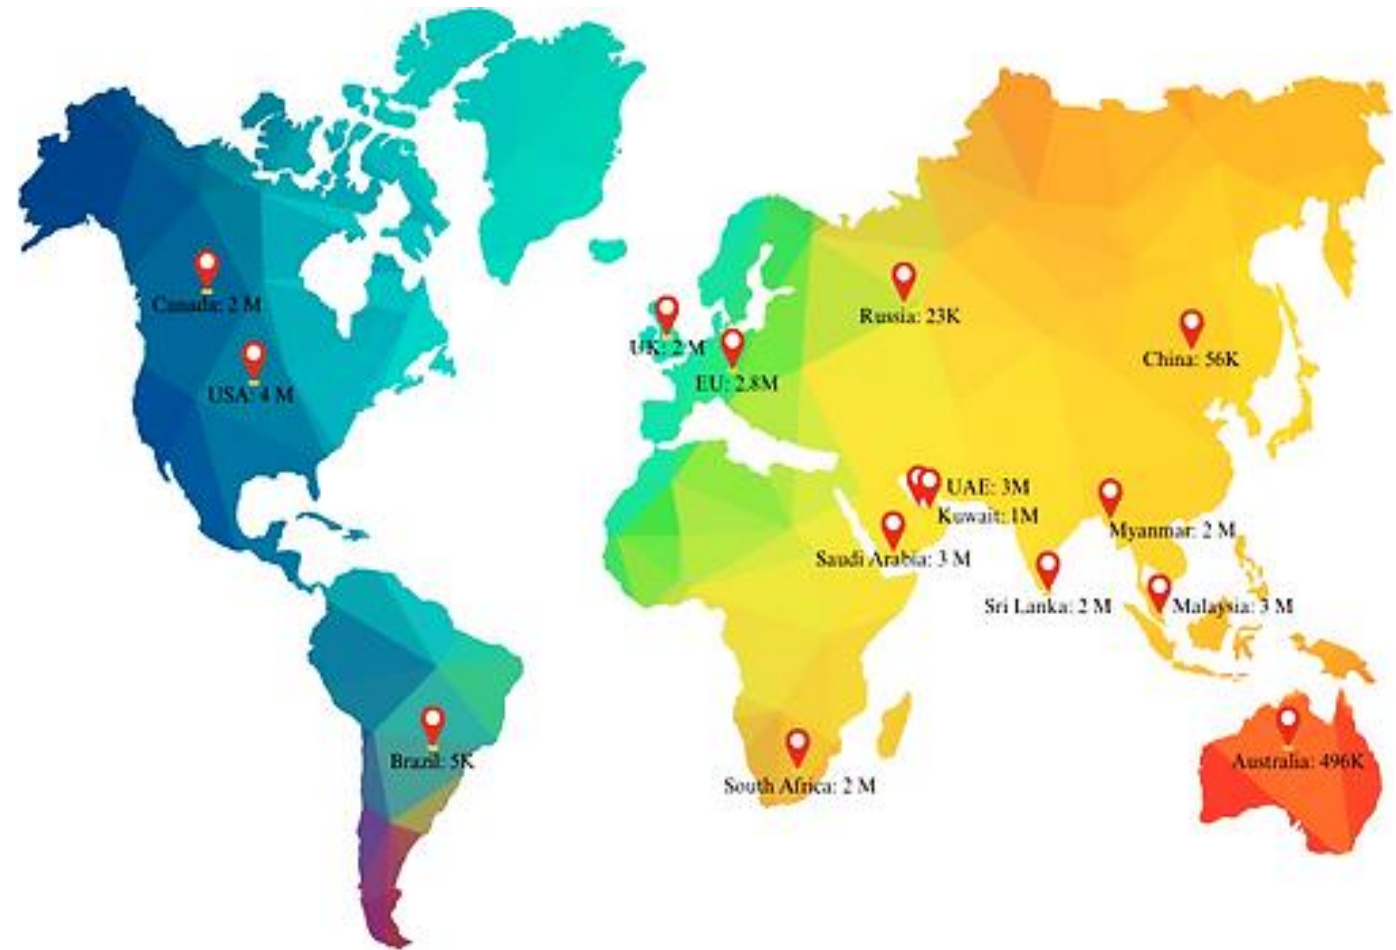 Canada: 2 M
Russia: 23K
UK: 2 M
China: 56K
EU: 2.8M
USA: 4 M
UAE: 3M
Kuwait: 1M
Myanmar: 2 M
Saudi Arabia: 3 M
Sri Lanka: 2 M
Malaysia: 3 M
Brazil: 5K
Australia: 496K
South Africa: 2 M